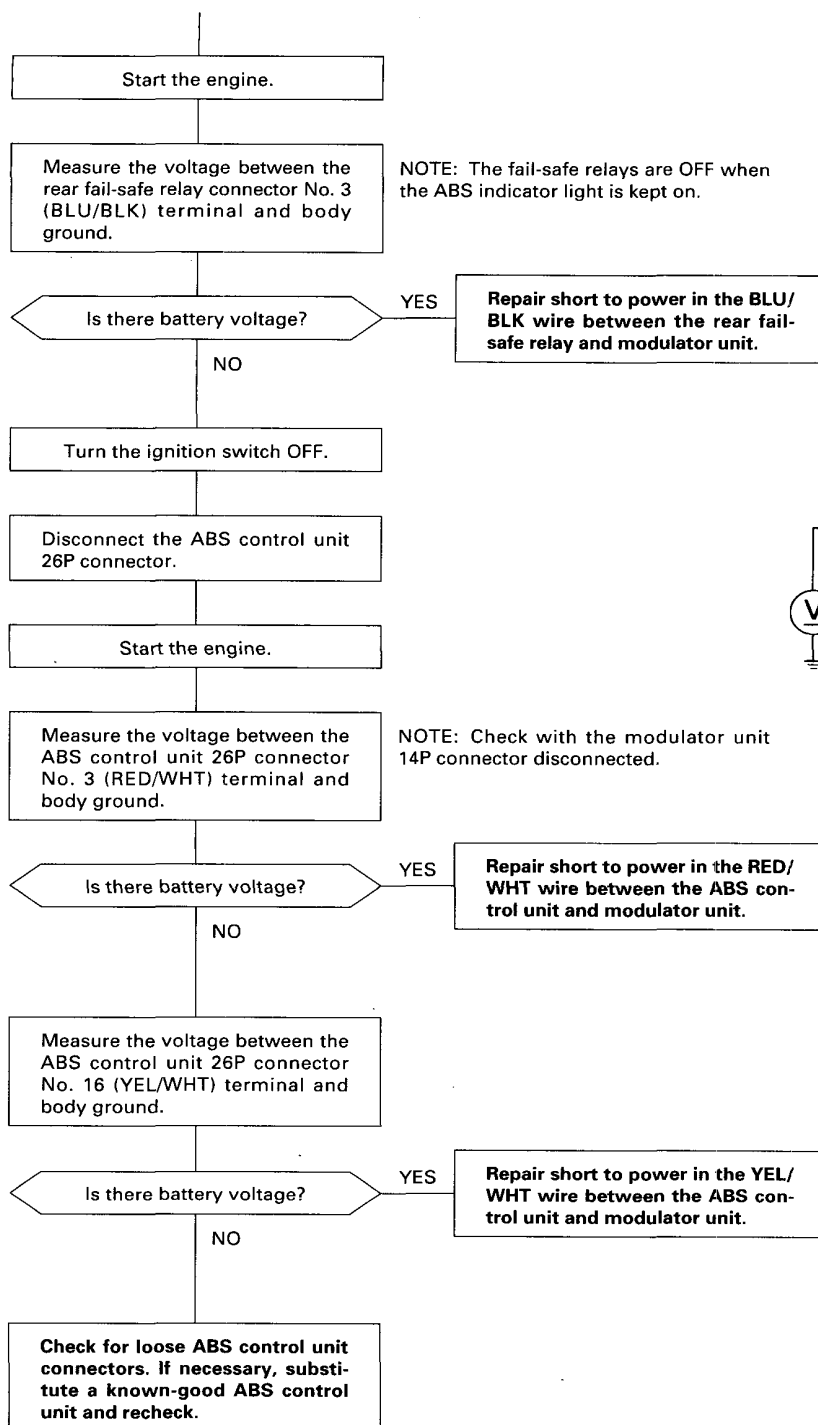 Start the engine.
Measure the voltage between the
rear fail-safe relay connector No. 3
(BLU/BLK) terminal and body
ground.
NOTE: The fail-safe relays are OFF when
the ABS indicator light is kept on.
Is there battery voltage?
YES
Repair short to power in the BLU/
BLK wire between the rear fail-
safe relay and modulator unit.
NO
Turn the ignition switch OFF.
Disconnect the ABS control unit
26P connector.
Start the engine.
V
Measure the voltage between the
ABS control unit 26P connector
No. 3 (RED/WHT) terminal and
body ground.
NOTE: Check with the modulator unit
14P connector disconnected.
Is there battery voltage?
YES
Repair short to power in the RED/
WHT wire between the ABS con-
trol unit and modulator unit.
NO
Measure the voltage between the
ABS control unit 26P connector
No. 16 (YEL/WHT) terminal and
body ground.
Is there battery voltage?
YES
Repair short to power in the YEL/
WHT wire between the ABS con-
trol unit and modulator unit.
NO
Check for loose ABS control unit
connectors. If necessary, substi-
tute a known-good ABS control
unit and recheck.